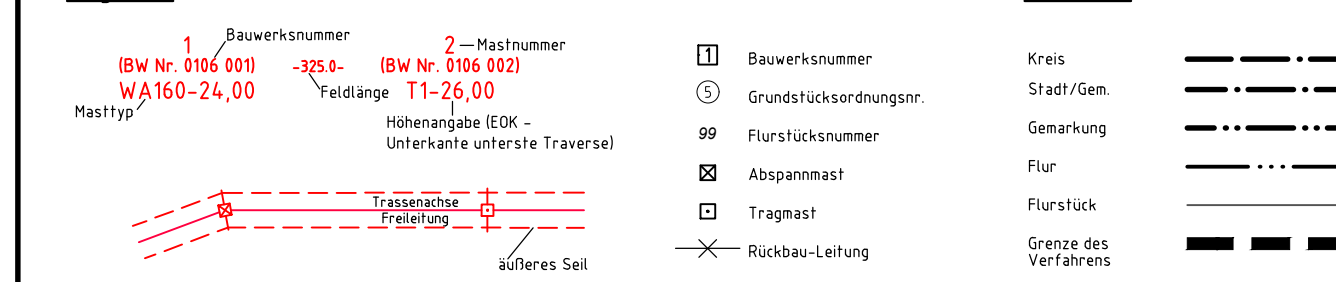 Bauwerksnummer
1
2
Mastnummer
(BW Nr. 0106 001)
-325.0-
(BW Nr. 0106 002)
WA160-24,00
Feldlänge
T1-26,00
Masttyp
Höhenangabe (EOK -
Unterkante unterste Traverse)
Trassenachse
Freileitung
äußeres Seil
1 Bauwerksnummer
5 Grundstücksordnungsnr.
99 Flurstücksnummer
Abspannmast
Tragmast
Rückbau-Leitung
Kreis
Stadt/Gem.
Gemarkung
Flur
Flurstück
Grenze des
Verfahrens